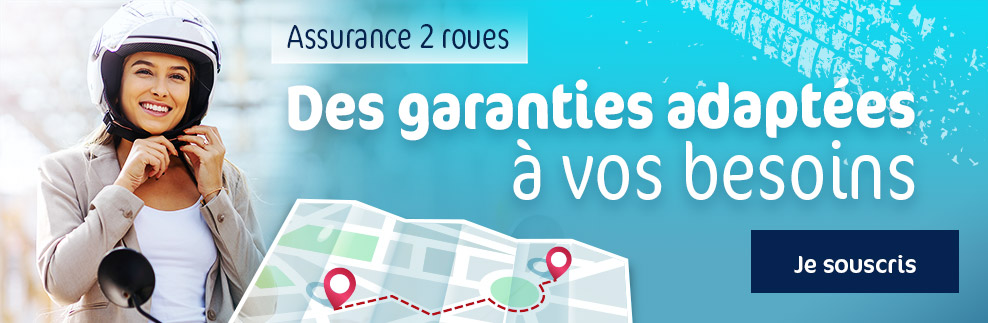 Assurance 2 roues
Des garanties adaptées
à vos besoins
Je souscris